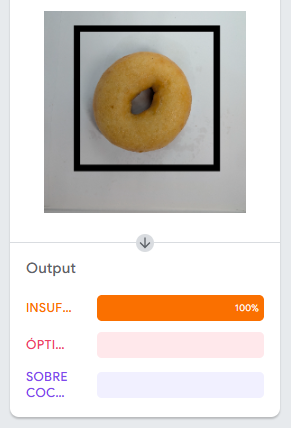 Output
INSUF...
100%
ÓPTI...
SOBRE
COC...